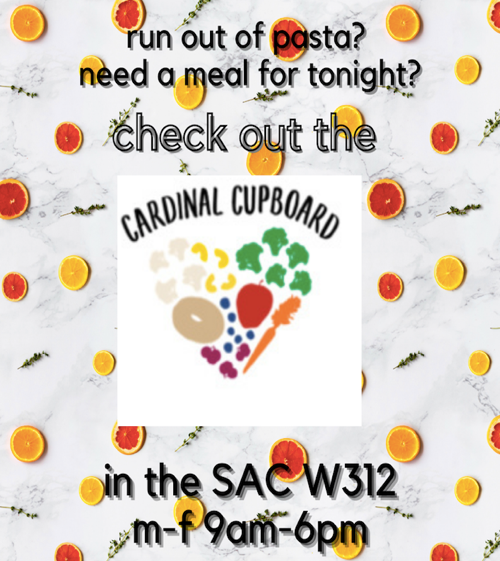 run out of pasta?
need a meal for tonight?
check out the
CARDINAL CUPBOARD
in the SAC W312
m-f 9am-6pm